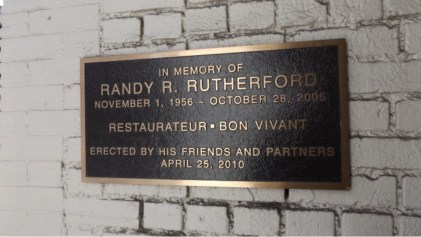 IN MEMORY OF
RANDY R. RUTHERFORD
NOVEMBER 1, 1956 – OCTOBER 28, 2006
RESTAURATEUR ▪ BON VIVANT
ERECTED BY HIS FRIENDS AND PARTNERS
APRIL 25, 2010